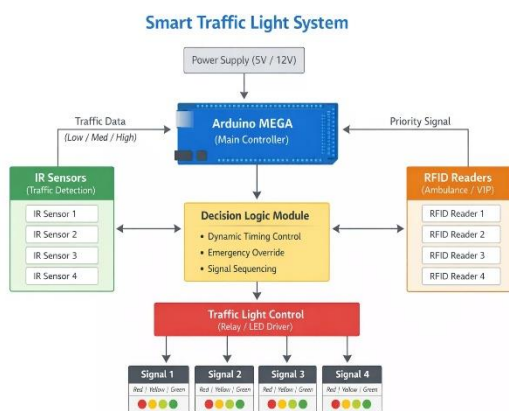 Smart Traffic Light System
Power Supply (5V / 12V)
Traffic Data
(Low / Med / High)
Arduino MEGA
(Main Controller)
Priority Signal
IR Sensors
(Traffic Detection)
IR Sensor 1
IR Sensor 2
IR Sensor 3
IR Sensor 4
Decision Logic Module
• Dynamic Timing Control
• Emergency Override
• Signal Sequencing
RFID Readers
(Ambulance / VIP)
RFID Reader 1
RFID Reader 2
RFID Reader 3
RFID Reader 4
Traffic Light Control
(Relay / LED Driver)
Signal 1
Red / Yellow / Green
Signal 2
Red / Yellow / Green
Signal 3
Red / Yellow / Green
Signal 4
Red / Yellow / Green